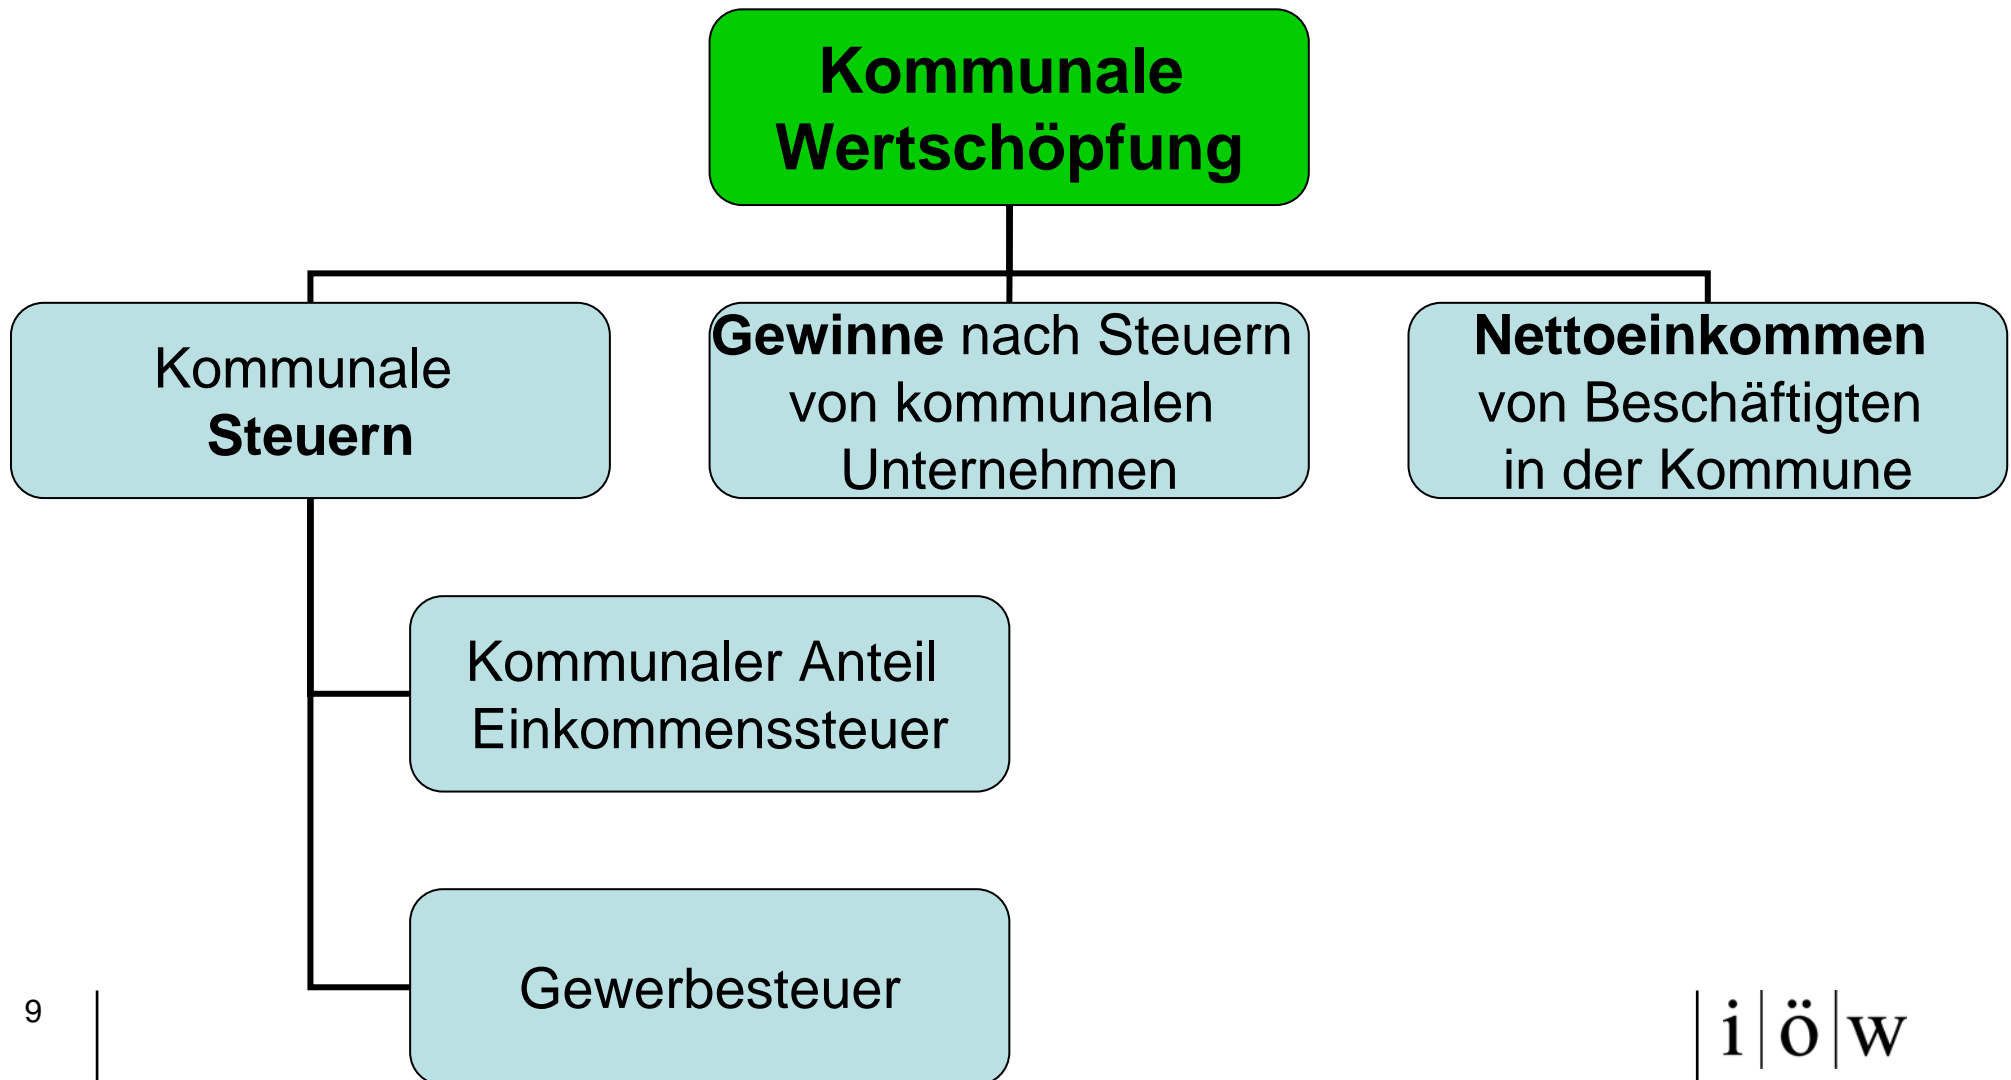 Kommunale
Wertschöpfung
Kommunale
Steuern
Gewinne nach Steuern
von kommunalen
Unternehmen
Nettoeinkommen
von Beschäftigten
in der Kommune
Kommunaler Anteil
Einkommenssteuer
Gewerbesteuer
9
i|ö|w